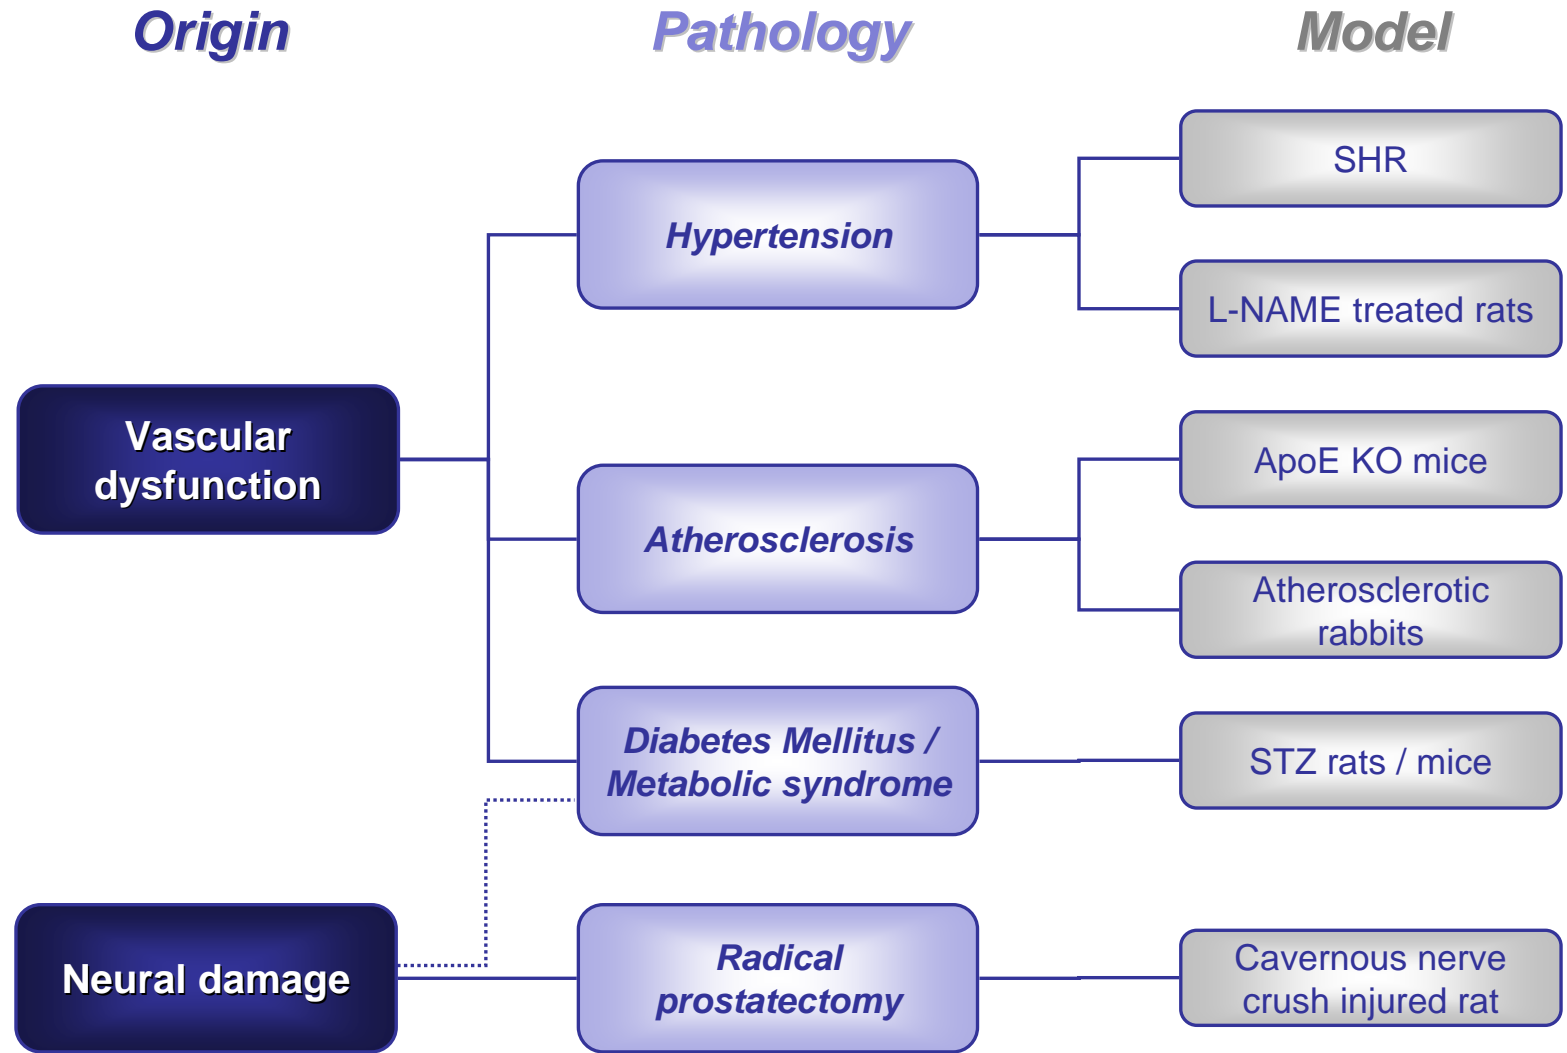 Origin
Pathology
Model
SHR
Hypertension
L-NAME treated rats
Vascular
dysfunction
ApoE KO mice
Atherosclerosis
Atherosclerotic
rabbits
Diabetes Mellitus /
Metabolic syndrome
STZ rats / mice
Neural damage
Radical
prostatectomy
Cavernous nerve
crush injured rat